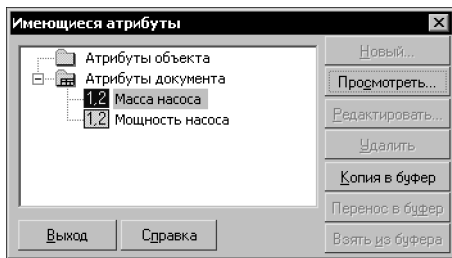 Имеющиеся атрибуты
Атрибуты объекта
Атрибуты документа
1,2 Масса насоса
1,2 Мощность насоса
Новый...
Просмотреть...
Редактировать...
Удалить
Копия в буфер
Перенос в буфер
Взять из буфера
Выход
Справка